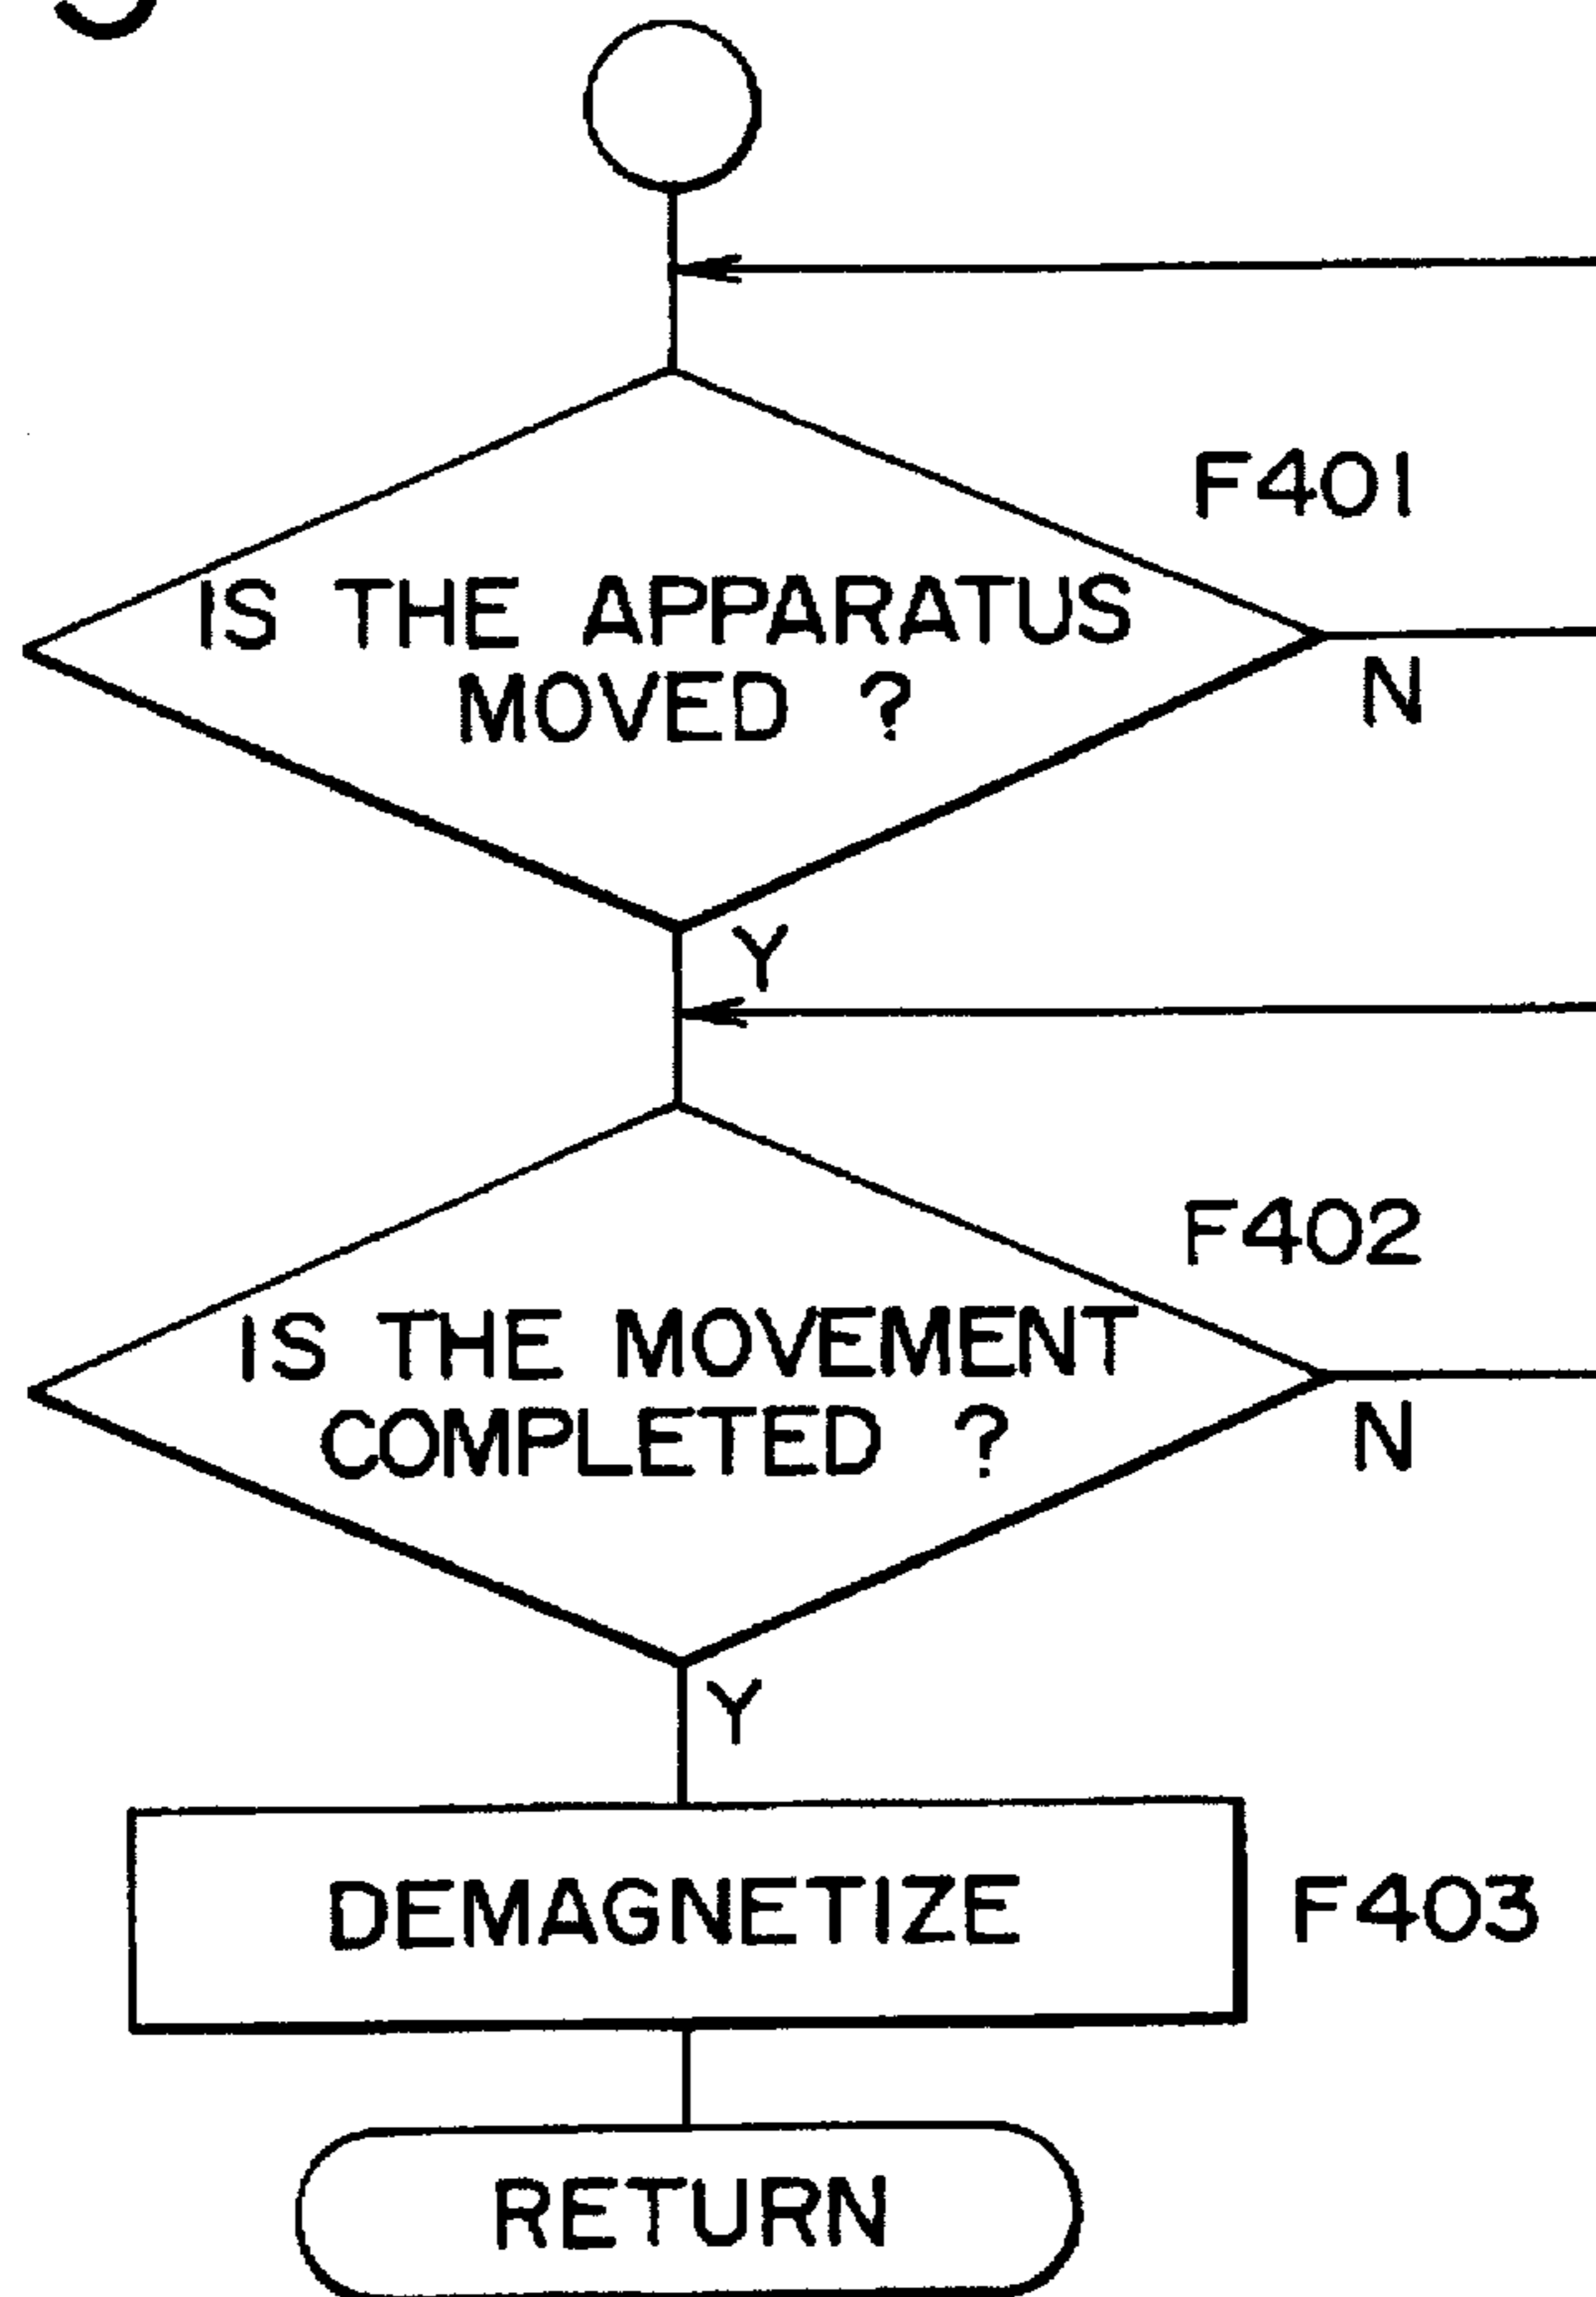 F401
IS THE APPARATUS
MOVED ?
N
Y
F402
IS THE MOVEMENT
COMPLETED ?
N
Y
DEMAGNETIZE
F403
RETURN